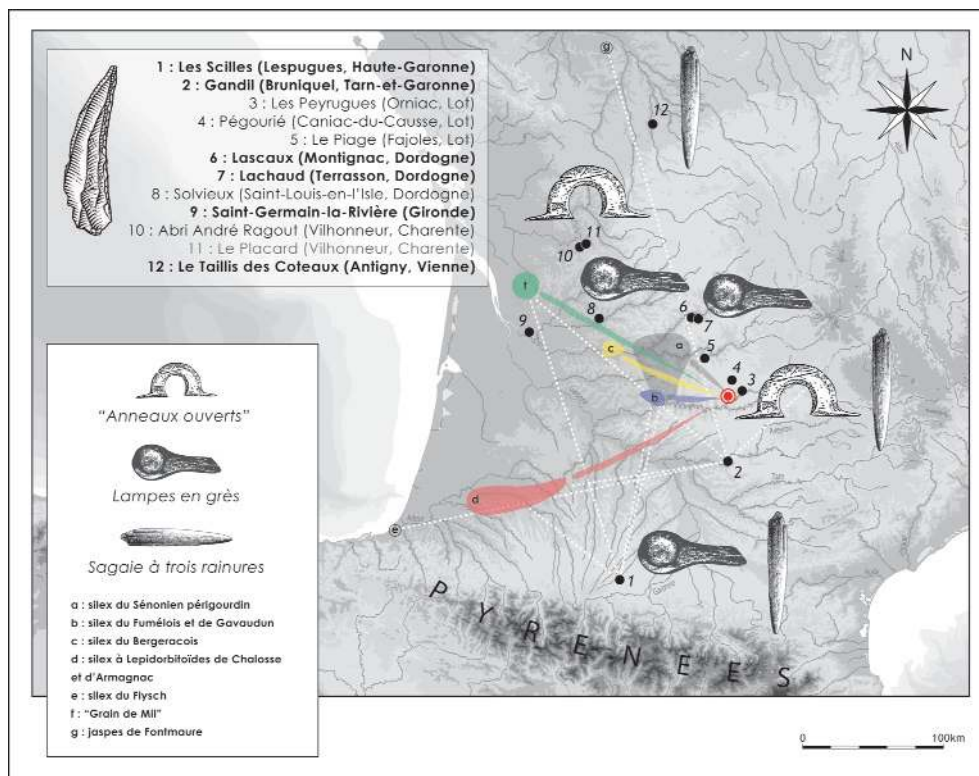 1 : Les Scilles (Lespugues, Haute-Garonne)
2 : Gandil (Bruniquel, Tarn-et-Garonne)
3 : Les Peyrugues (Orniac, Lot)
4 : Pégourié (Caniac-du-Causse, Lot)
5 : Le Piage (Fajoles, Lot)
6 : Lascaux (Montignac, Dordogne)
7 : Lachaud (Terrasson, Dordogne)
8 : Solvieux (Saint-Louis-en-l'Isle, Dordogne)
9 : Saint-Germain-la-Rivière (Gironde)
10 : Abri André Ragout (Vilhonneur, Charente)
11 : Le Placard (Vilhonneur, Charente)
12 : Le Taillis des Coteaux (Antigny, Vienne)
g
12
N
11
10
f
9
8
6
7
c
a
5
4
3
b
2
d
e
1
PYRENEES
"Anneaux ouverts"
Lampes en grès
Sagaie à trois rainures
a : silex du Sénonien périgourdin
b : silex du Fumélois et de Gavaudun
c : silex du Bergeracois
d : silex à Lepidorbitoïdes de Chalosse
et d'Armagnac
e : silex du Flysch
f : "Grain de Mil"
g : jaspes de Fontmaure
0 100km